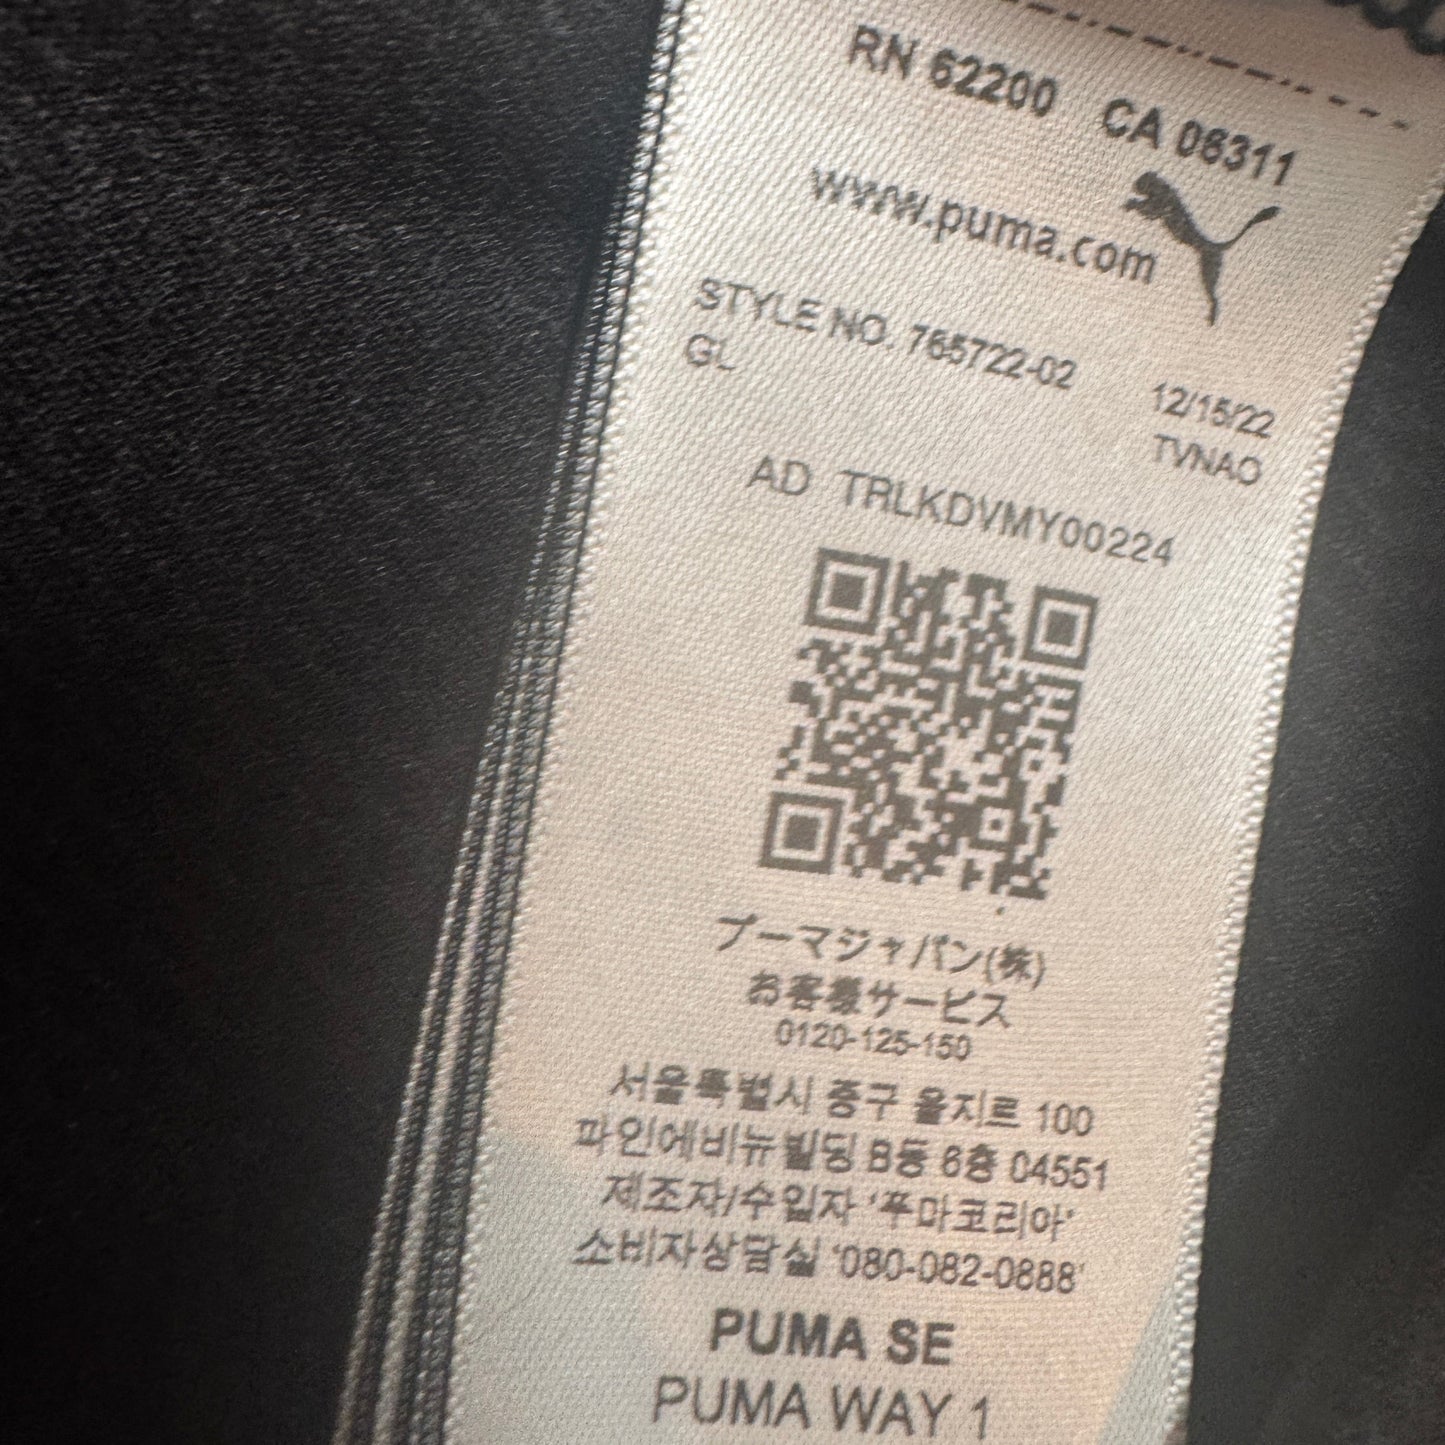 RN 62200 CA 06311
www.puma.com
STYLE NO. 765722-02 12/15/22
GL TVNAO
AD TRLKDVMY00224
プーマジャパン(株)
お客様サービス
0120-125-150
서울특별시 중구 을지르 100
파인에비뉴빌딩 B동 6층 04551
제조자/수입자 '푸마코리아'
소비자상담실 '080-082-0888'
PUMA SE
PUMA WAY 1